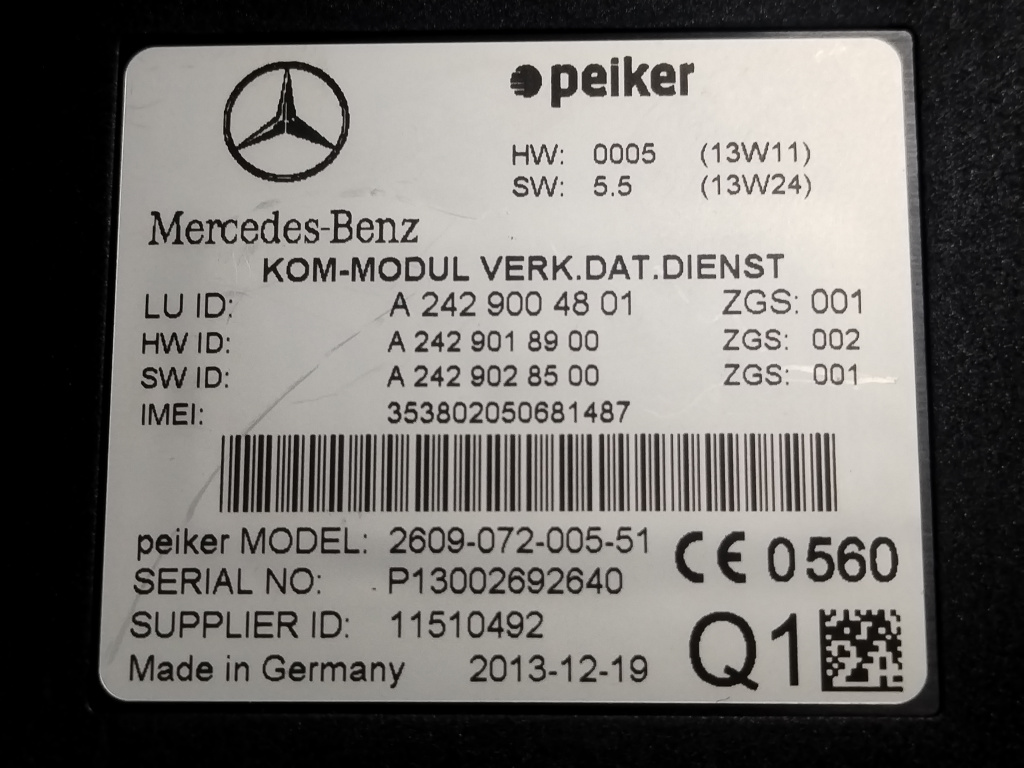 peiker
HW: 0005 (13W11)
SW: 5.5 (13W24)
Mercedes-Benz
KOM-MODUL VERK.DAT.DIENST
LU ID: A 242 900 48 01 ZGS: 001
HW ID: A 242 901 89 00 ZGS: 002
SW ID: A 242 902 85 00 ZGS: 001
IMEI: 353802050681487
peiker MODEL: 2609-072-005-51
CE 0560
SERIAL NO: P13002692640
SUPPLIER ID: 11510492
Q1
Made in Germany 2013-12-19